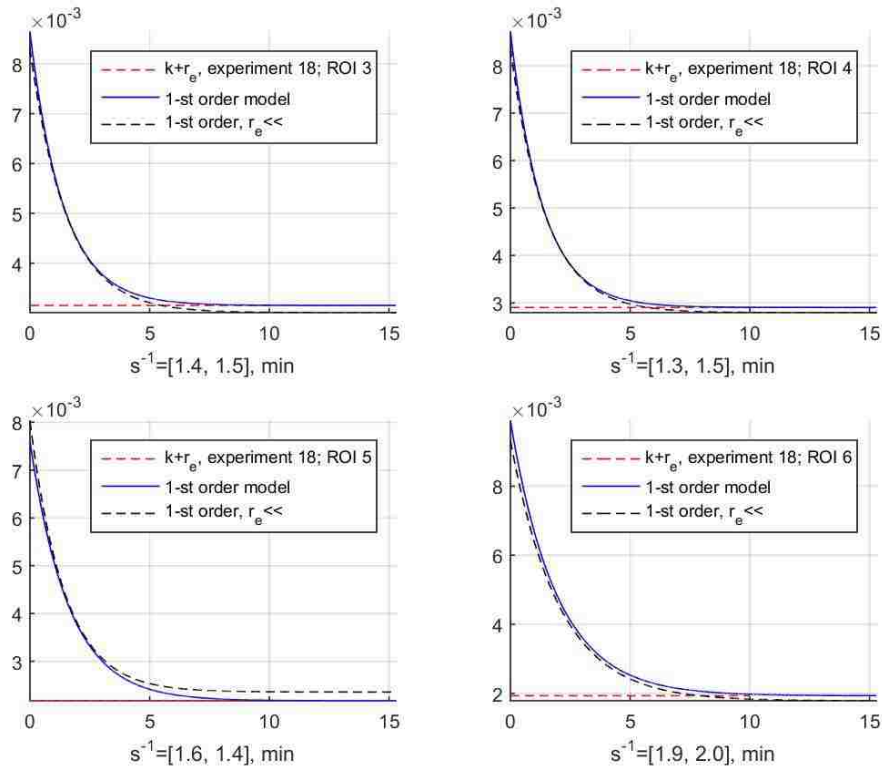 ×10⁻³
8
7
6
5
4
k+rₑ, experiment 18; ROI 3
1-st order model
1-st order, rₑ<<
0 5 10 15
s⁻¹=[1.4, 1.5], min
×10⁻³
8
7
6
5
4
3
k+rₑ, experiment 18; ROI 4
1-st order model
1-st order, rₑ<<
0 5 10 15
s⁻¹=[1.3, 1.5], min
×10⁻³
8
7
6
5
4
3
k+rₑ, experiment 18; ROI 5
1-st order model
1-st order, rₑ<<
0 5 10 15
s⁻¹=[1.6, 1.4], min
×10⁻³
8
6
4
2
k+rₑ, experiment 18; ROI 6
1-st order model
1-st order, rₑ<<
0 5 10 15
s⁻¹=[1.9, 2.0], min